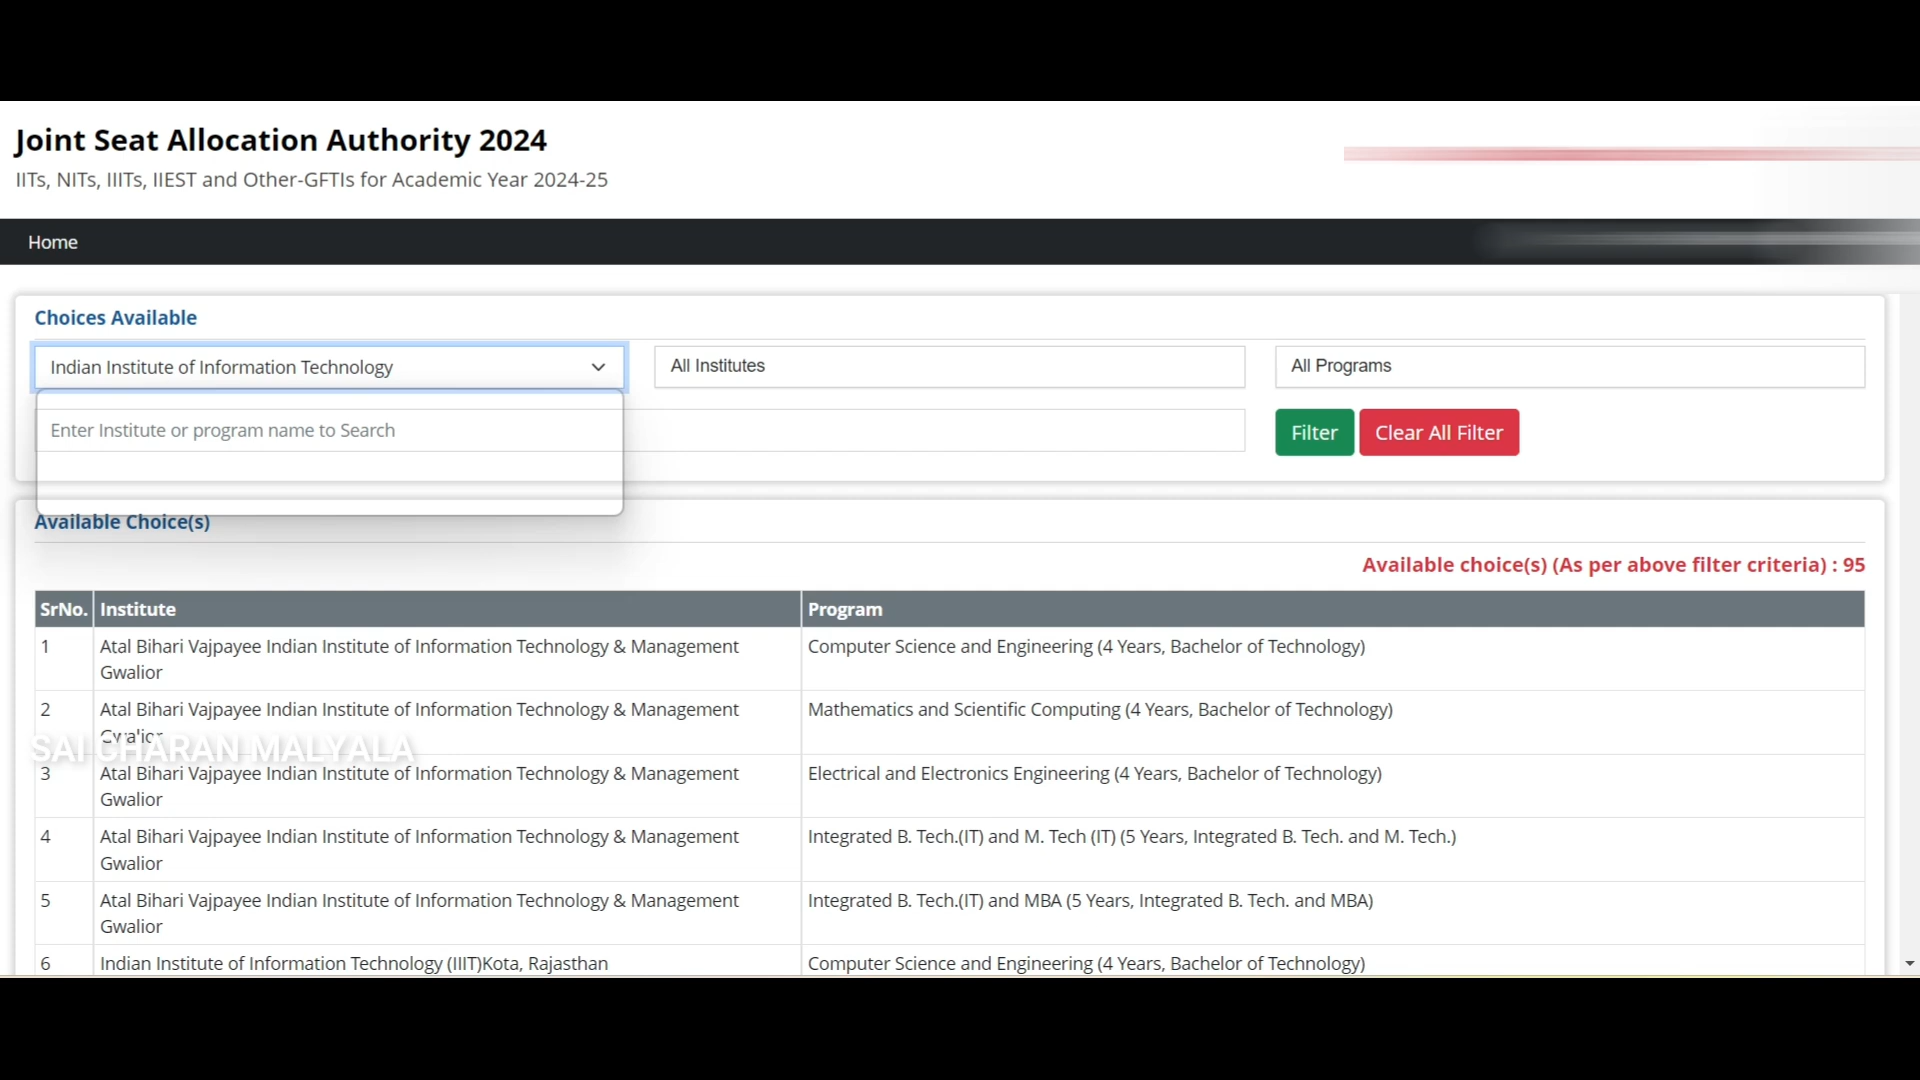 Joint Seat Allocation Authority 2024
IITs, NITs, IIITs, IIEST and Other-GFTIs for Academic Year 2024-25
Home
Choices Available
Indian Institute of Information Technology
All Institutes
All Programs
Enter Institute or program name to Search
Filter
Clear All Filter
Available Choice(s)
Available choice(s) (As per above filter criteria) : 95
SrNo. Institute Program
1 Atal Bihari Vajpayee Indian Institute of Information Technology & Management Computer Science and Engineering (4 Years, Bachelor of Technology)
Gwalior
2 Atal Bihari Vajpayee Indian Institute of Information Technology & Management Mathematics and Scientific Computing (4 Years, Bachelor of Technology)
Gwalior
SAI CHARAN MALYALA
3 Atal Bihari Vajpayee Indian Institute of Information Technology & Management Electrical and Electronics Engineering (4 Years, Bachelor of Technology)
Gwalior
4 Atal Bihari Vajpayee Indian Institute of Information Technology & Management Integrated B. Tech.(IT) and M. Tech (IT) (5 Years, Integrated B. Tech. and M. Tech.)
Gwalior
5 Atal Bihari Vajpayee Indian Institute of Information Technology & Management Integrated B. Tech.(IT) and MBA (5 Years, Integrated B. Tech. and MBA)
Gwalior
6 Indian Institute of Information Technology (IIIT)Kota, Rajasthan Computer Science and Engineering (4 Years, Bachelor of Technology)